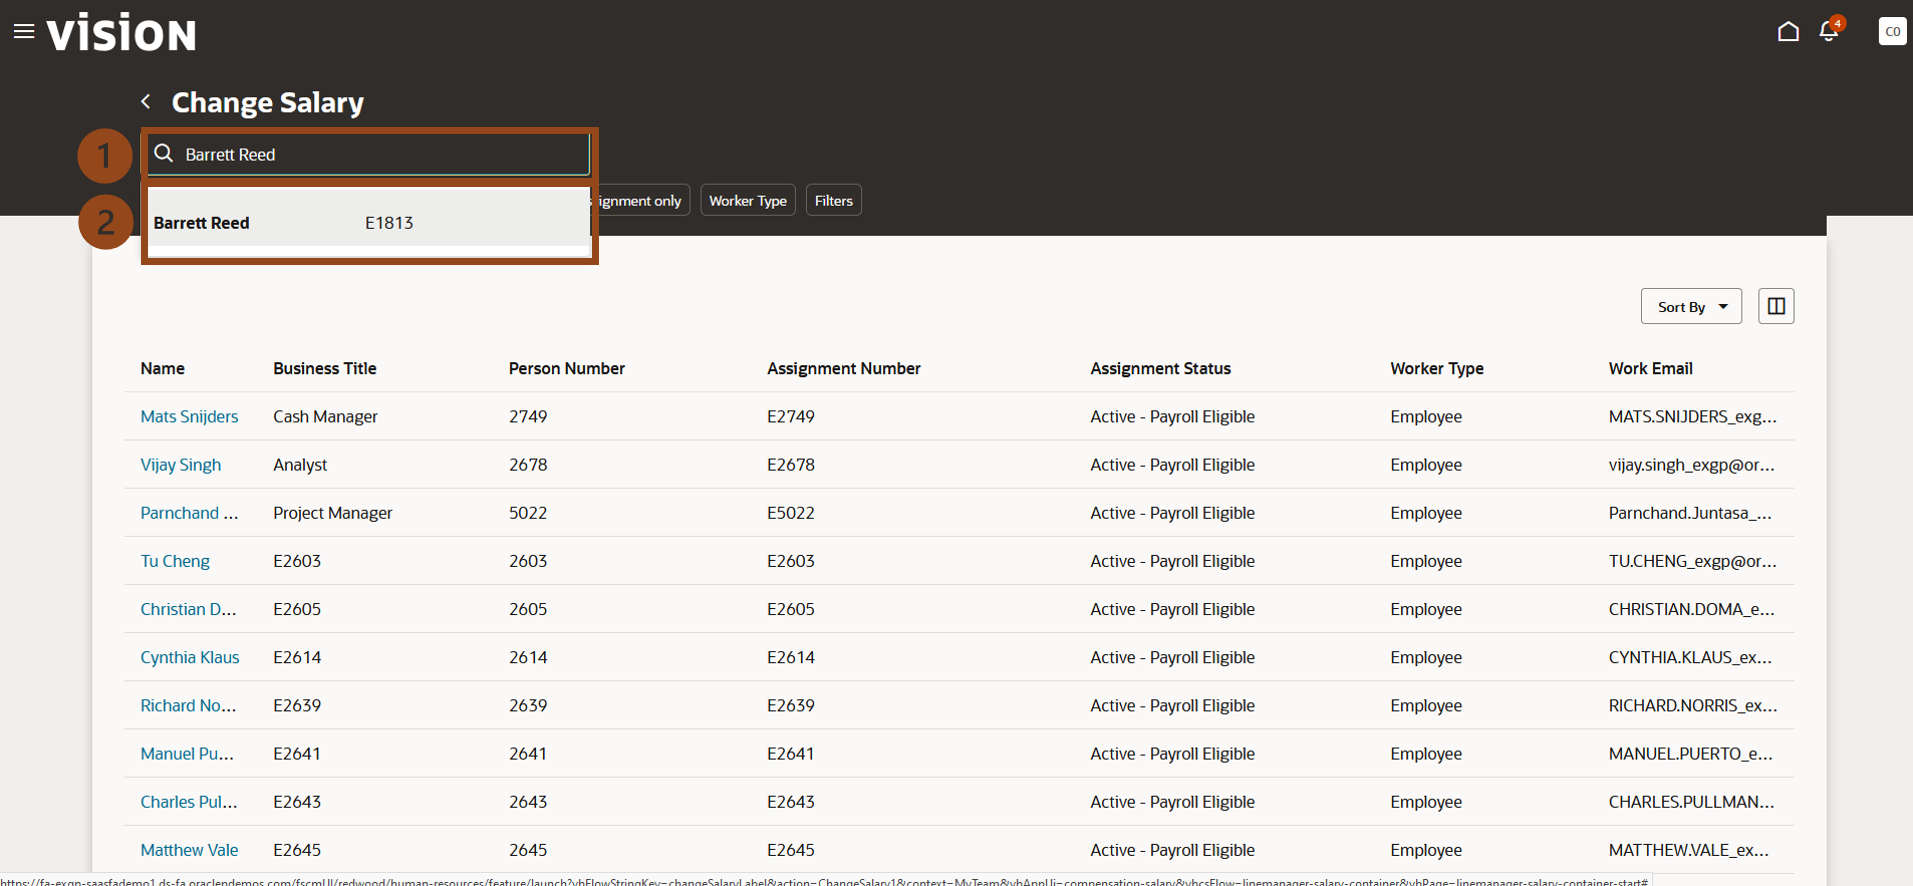 VISION
4
CO
Change Salary
1
Barrett Reed
2
Barrett Reed E1813
signment only Worker Type Filters
Sort By
Name Business Title Person Number Assignment Number Assignment Status Worker Type Work Email
Mats Snijders Cash Manager 2749 E2749 Active - Payroll Eligible Employee MATS.SNIJDERS_exg...
Vijay Singh Analyst 2678 E2678 Active - Payroll Eligible Employee vijay.singh_exgp@or...
Parnchand ... Project Manager 5022 E5022 Active - Payroll Eligible Employee Parnchand.Juntasa_...
Tu Cheng E2603 2603 E2603 Active - Payroll Eligible Employee TU.CHENG_exgp@or...
Christian D... E2605 2605 E2605 Active - Payroll Eligible Employee CHRISTIAN.DOMA_e...
Cynthia Klaus E2614 2614 E2614 Active - Payroll Eligible Employee CYNTHIA.KLAUS_ex...
Richard No... E2639 2639 E2639 Active - Payroll Eligible Employee RICHARD.NORRIS_ex...
Manuel Pu... E2641 2641 E2641 Active - Payroll Eligible Employee MANUEL.PUERTO_e...
Charles Pul... E2643 2643 E2643 Active - Payroll Eligible Employee CHARLES.PULLMAN...
Matthew Vale E2645 2645 E2645 Active - Payroll Eligible Employee MATTHEW.VALE_ex...